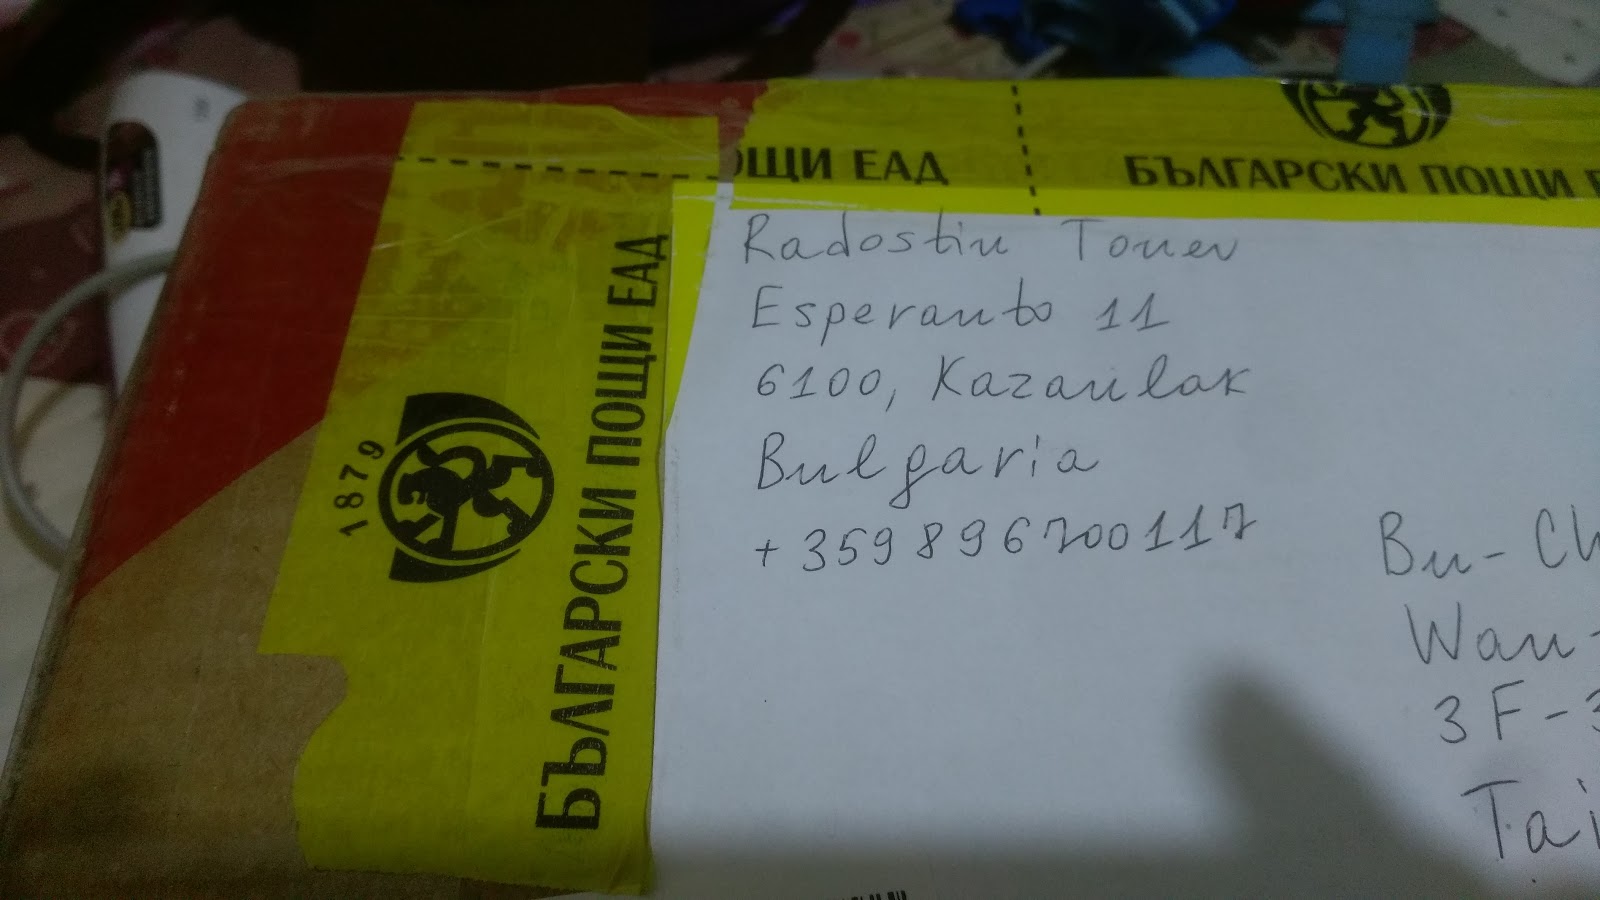 ОЩИ ЕАД
БЪЛГАРСКИ ПОЩИ
1879
БЪЛГАРСКИ ПОЩИ ЕАД
Radostin Tonev
Esperanto 11
6100, Kazanlak
Bulgaria
+359896700117
Bu-Ch
Wan-
3F-3
Tai